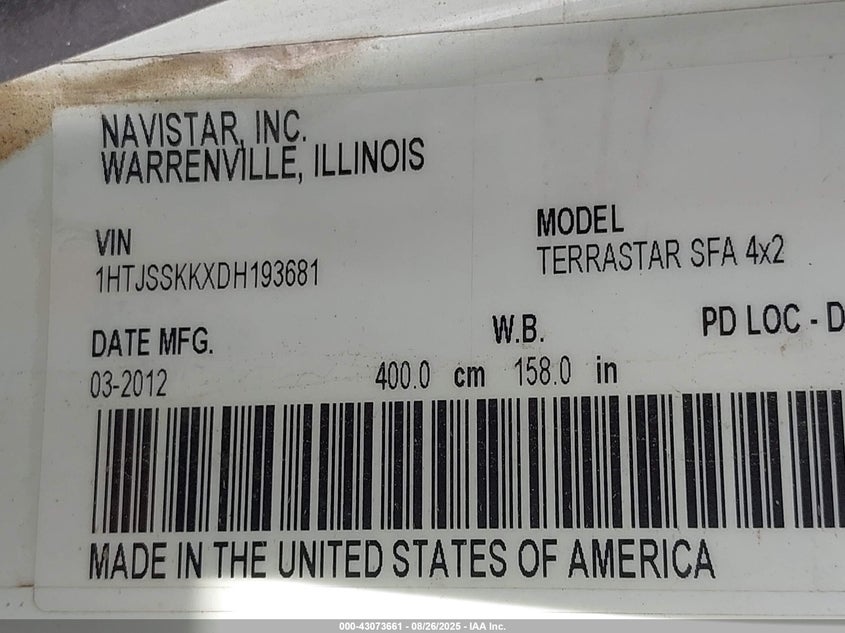 NAVISTAR, INC.
WARRENVILLE, ILLINOIS
VIN
1HTJSSKKXDH193681
MODEL
TERRASTAR SFA 4x2
DATE MFG.
03-2012
W.B.
400.0 cm 158.0 in
PD LOC - D
MADE IN THE UNITED STATES OF AMERICA
000-43073661 - 08/26/2025 - IAA Inc.